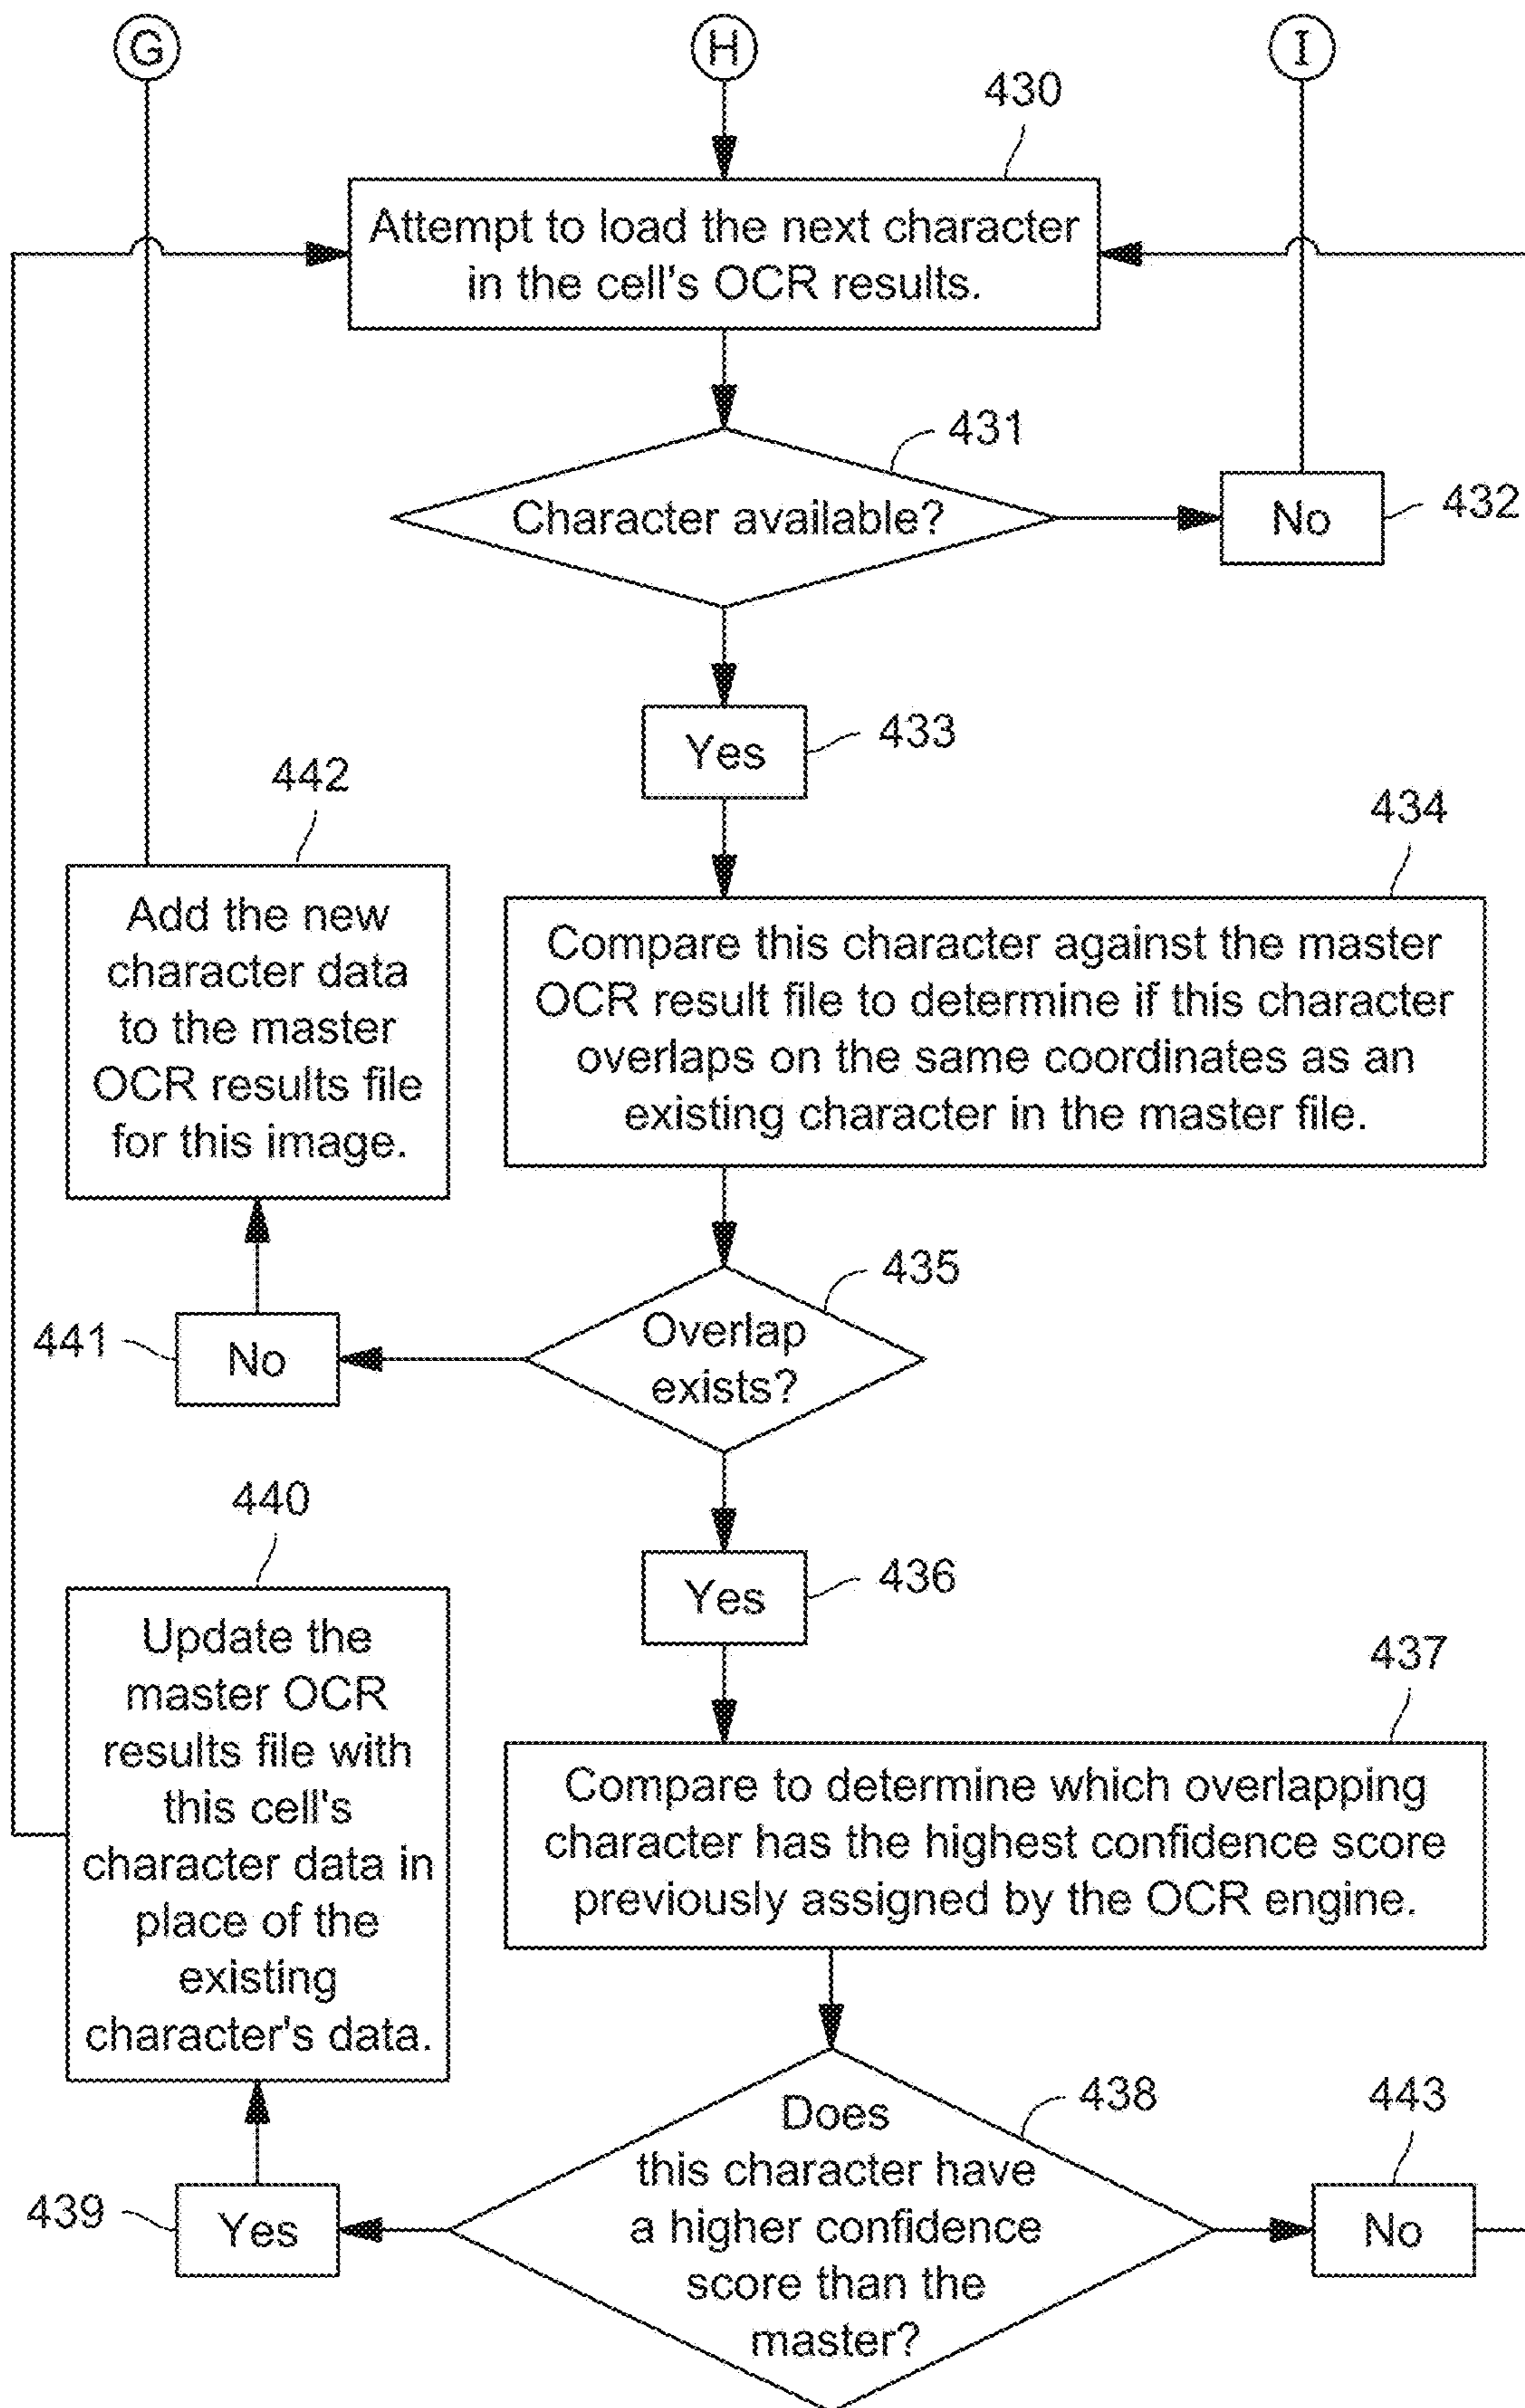 G
H
I
430
Attempt to load the next character
in the cell's OCR results.
431
Character available?
No
432
Yes
433
442
Add the new
character data
to the master
OCR results file
for this image.
434
Compare this character against the master
OCR result file to determine if this character
overlaps on the same coordinates as an
existing character in the master file.
435
Overlap
exists?
441
No
440
Update the
master OCR
results file with
this cell's
character data in
place of the
existing
character's data.
Yes
436
437
Compare to determine which overlapping
character has the highest confidence score
previously assigned by the OCR engine.
438
Does
this character have
a higher confidence
score than the
master?
439
Yes
443
No